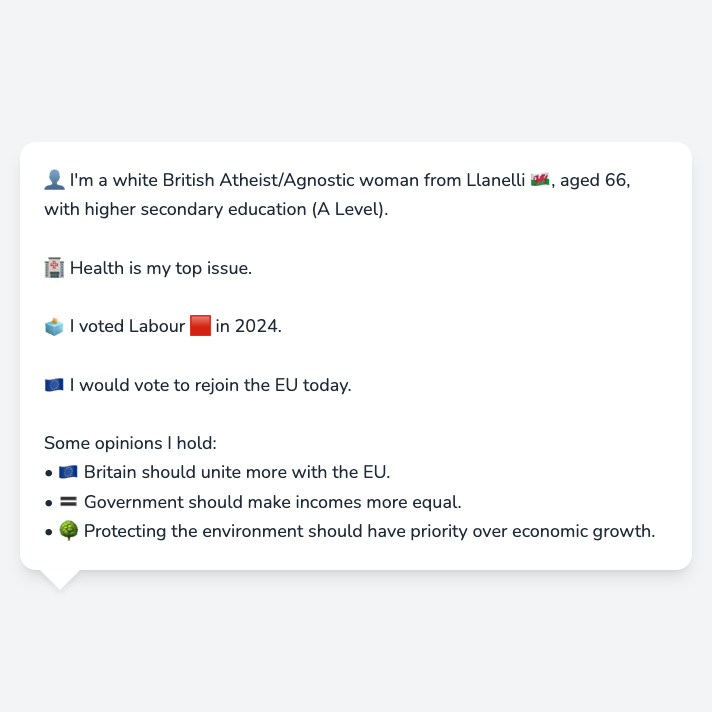 👤 I'm a white British Atheist/Agnostic woman from Llanelli 🏴󠁧󠁢󠁷󠁬󠁳󠁿, aged 66,
with higher secondary education (A Level).
🏥 Health is my top issue.
🗳️ I voted Labour 🟥 in 2024.
🇪🇺 I would vote to rejoin the EU today.
Some opinions I hold:
• 🇪🇺 Britain should unite more with the EU.
• 🟰 Government should make incomes more equal.
• 🌳 Protecting the environment should have priority over economic growth.